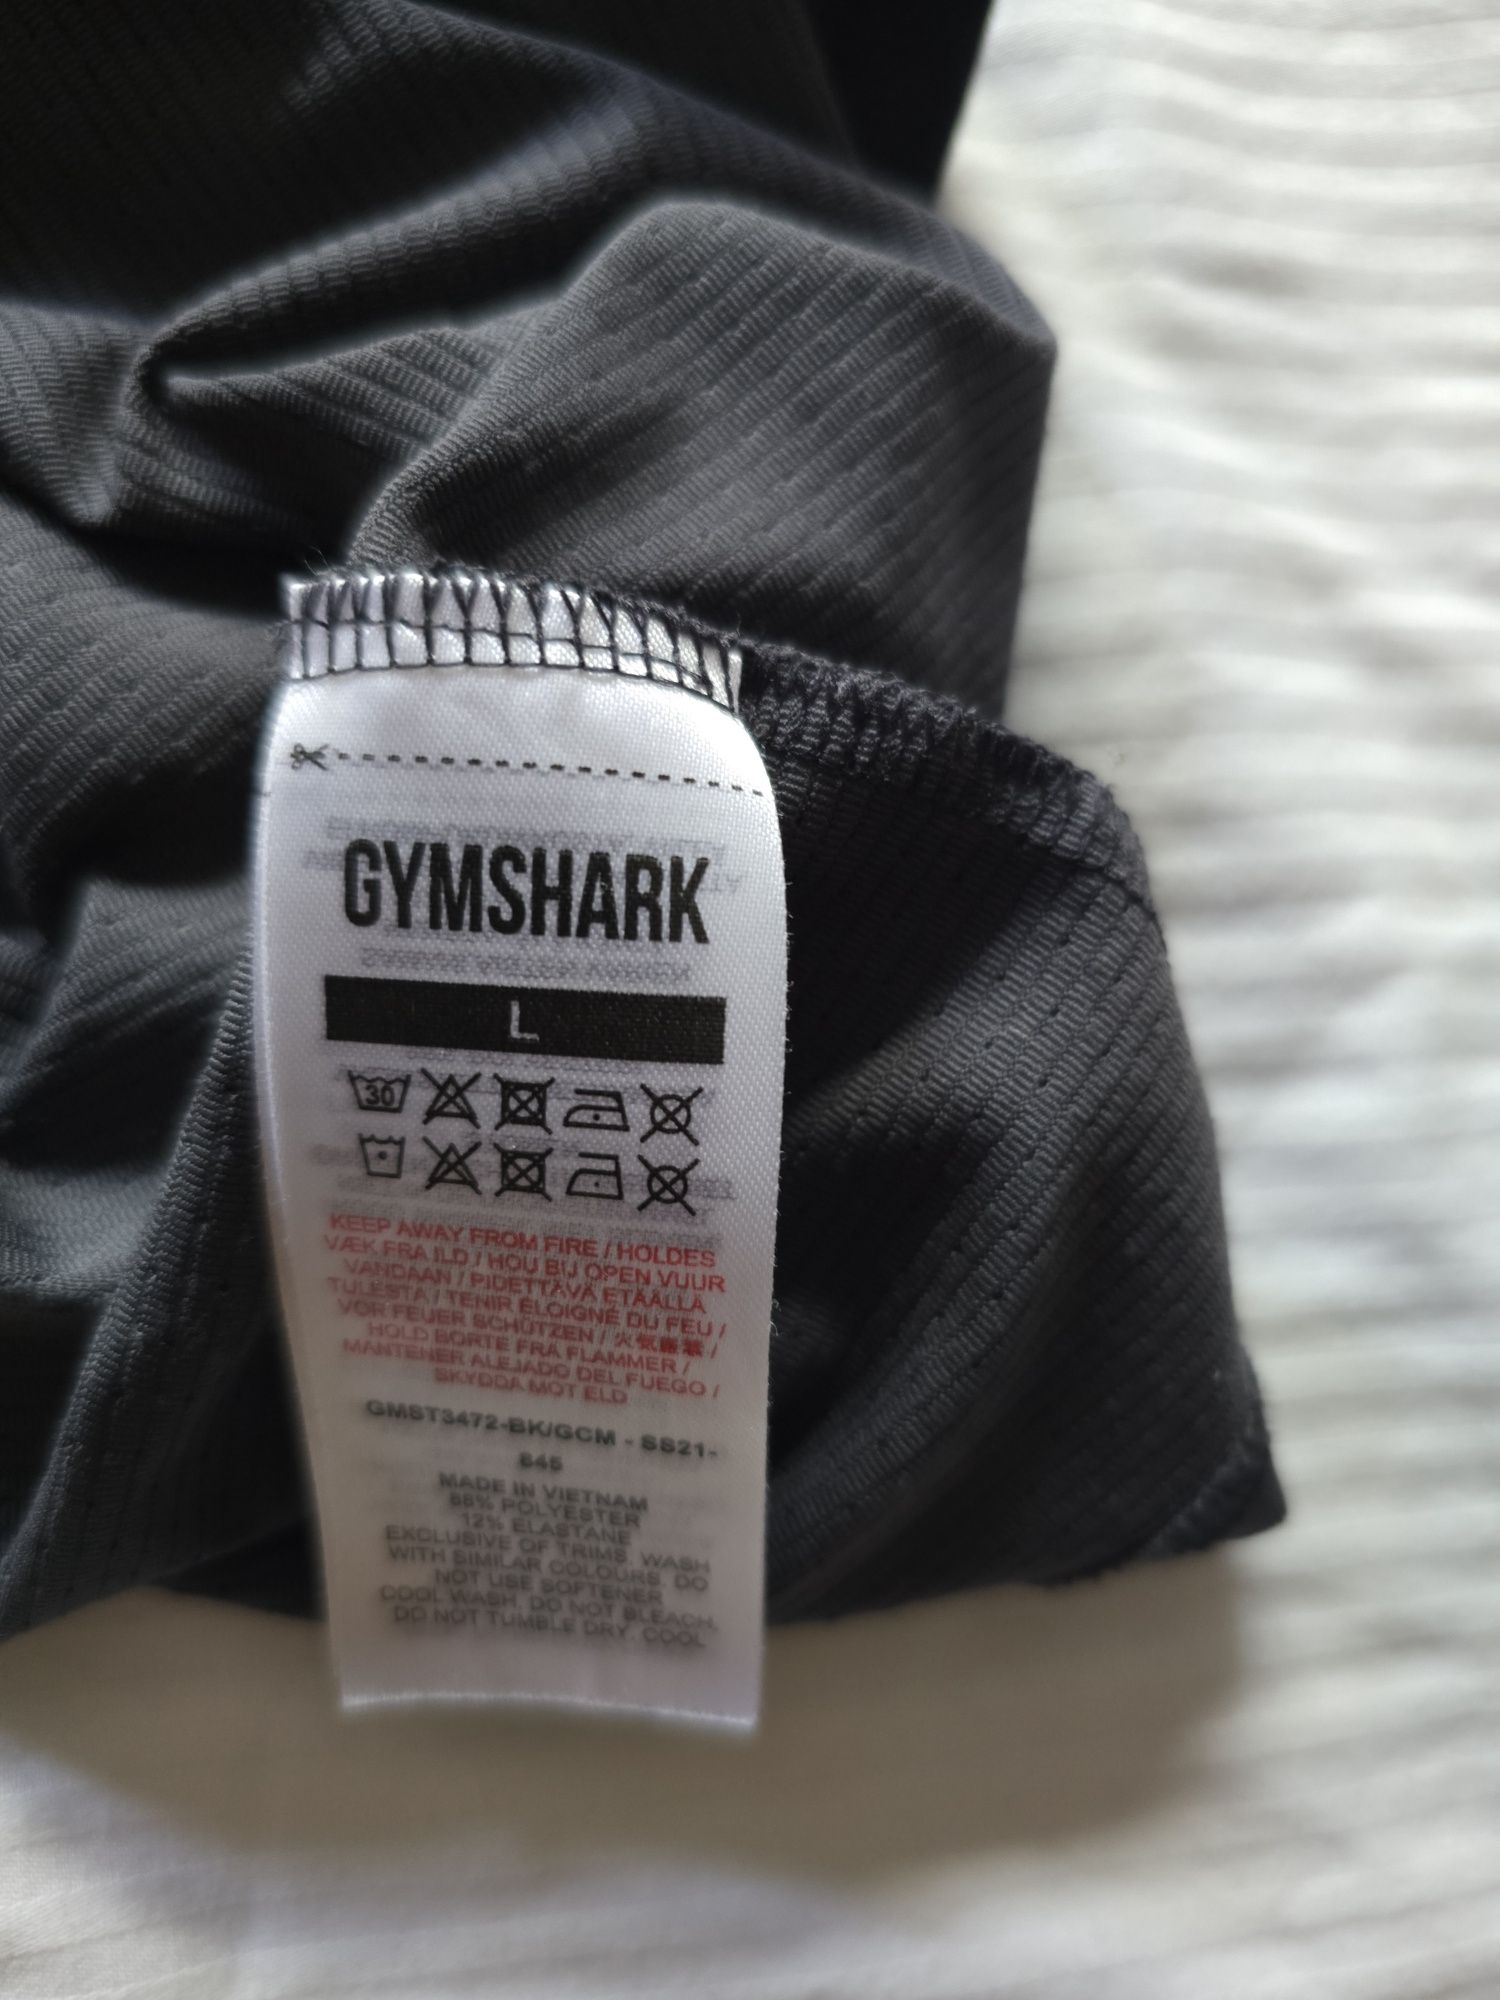 GYMSHARK
L
30
KEEP AWAY FROM FIRE / HOLDES
VÆK FRA ILD / HOU BIJ OPEN VUUR
VANDAAN / PIDETTÄVÄ ETÄÄLLÄ
TULESTA / TENIR ÉLOIGNÉ DU FEU /
VOR FEUER SCHÜTZEN / 火気厳禁 /
HOLD BORTE FRA FLAMMER /
MANTENER ALEJADO DEL FUEGO /
SKYDDA MOT ELD
GMST3472-BK/GCM - SS21-
845
MADE IN VIETNAM
88% POLYESTER
12% ELASTANE
EXCLUSIVE OF TRIMS. WASH
WITH SIMILAR COLOURS. DO
NOT USE SOFTENER
COOL WASH. DO NOT BLEACH.
DO NOT TUMBLE DRY. COOL